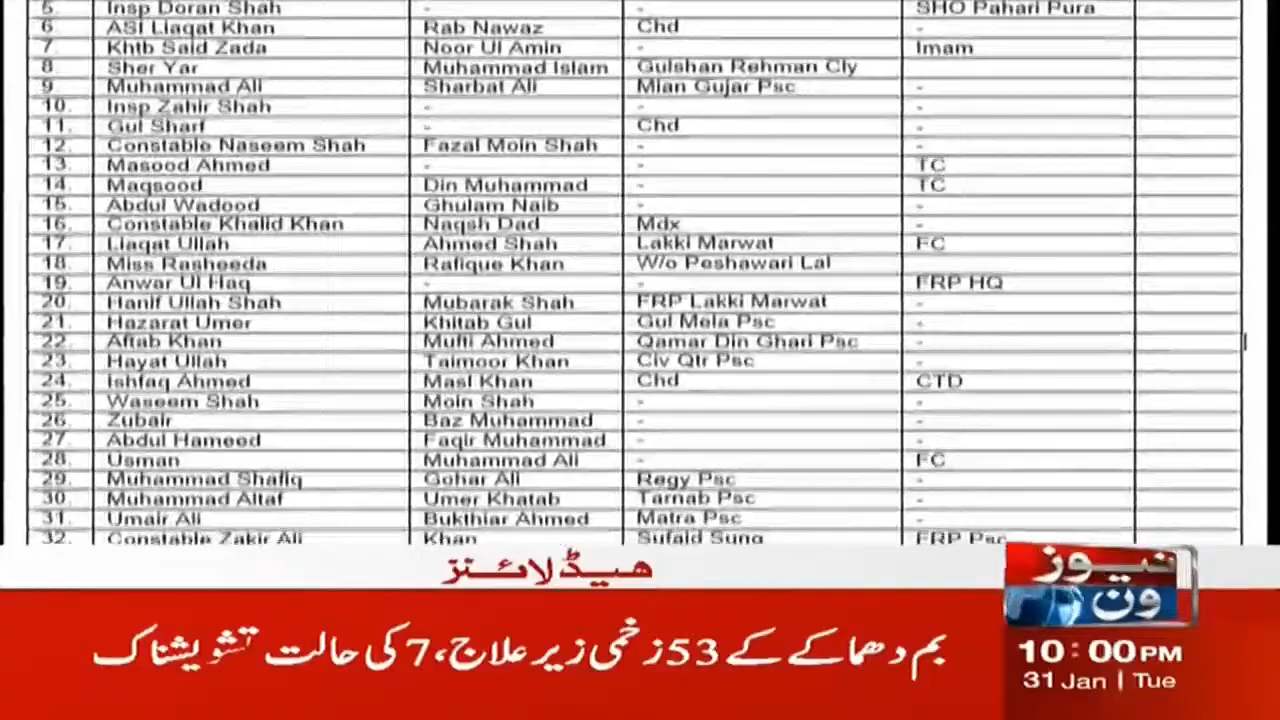 5. Insp Doran Shah - - SHO Pahari Pura
6. ASI Liaqat Khan Rab Nawaz Chd -
7. Khtb Said Zada Noor Ul Amin - Imam
8. Sher Yar Muhammad Islam Gulshan Rehman Cly
9. Muhammad Ali Sharbat Ali Mian Gujar Psc -
10. Insp Zahir Shah - - -
11. Gul Sharf - Chd -
12. Constable Naseem Shah Fazal Moin Shah - -
13. Masood Ahmed - TC
14. Maqsood Din Muhammad - TC
15. Abdul Wadood Ghulam Naib - -
16. Constable Khalid Khan Naqsh Dad Mdx -
17. Liaqat Ullah Ahmed Shah Lakki Marwat FC
18. Miss Rasheeda Rafique Khan W/o Peshawari Lal
19. Anwar Ul Haq - - FRP HQ
20. Hanif Ullah Shah Mubarak Shah FRP Lakki Marwat
21. Hazarat Umer Khitab Gul Gul Mela Psc -
22. Aftab Khan Mufti Ahmed Qamar Din Ghari Psc -
23. Hayat Ullah Taimoor Khan Civ Qtr Psc -
24. Ishfaq Ahmed Masl Khan Chd CTD
25. Waseem Shah Moin Shah - -
26. Zubair Baz Muhammad - -
27. Abdul Hameed Faqir Muhammad - -
28. Usman Muhammad Ali - FC
29. Muhammad Shafiq Gohar Ali Regy Psc -
30. Muhammad Altaf Umer Khatab Tarnab Psc -
31. Umair Ali Bukthiar Ahmed Matra Psc -
32. Constable Zakir Ali Khan Sufaid Sung FRP Psc
ہیڈلائنز
نیوز
ون
بم دھماکے کے 53 زخمی زیر علاج، 7 کی حالت تشویشناک
10:00 PM
31 Jan | Tue